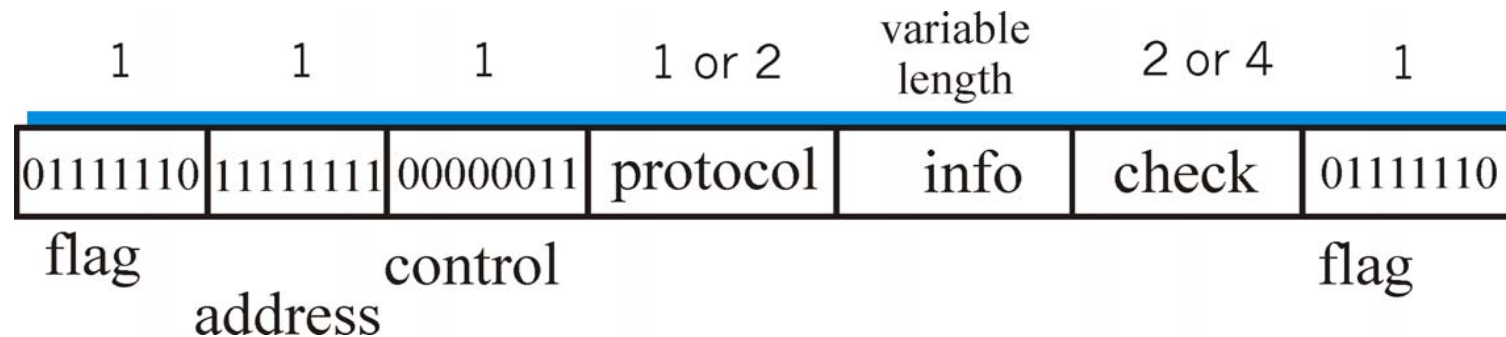 1 1 1 1 or 2 variable length 2 or 4 1
01111110 11111111 00000011 protocol info check 01111110
flag address control flag